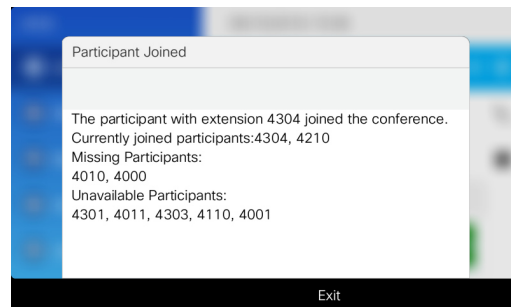 Participant Joined
The participant with extension 4304 joined the conference.
Currently joined participants:4304, 4210
Missing Participants:
4010, 4000
Unavailable Participants:
4301, 4011, 4303, 4110, 4001
Exit